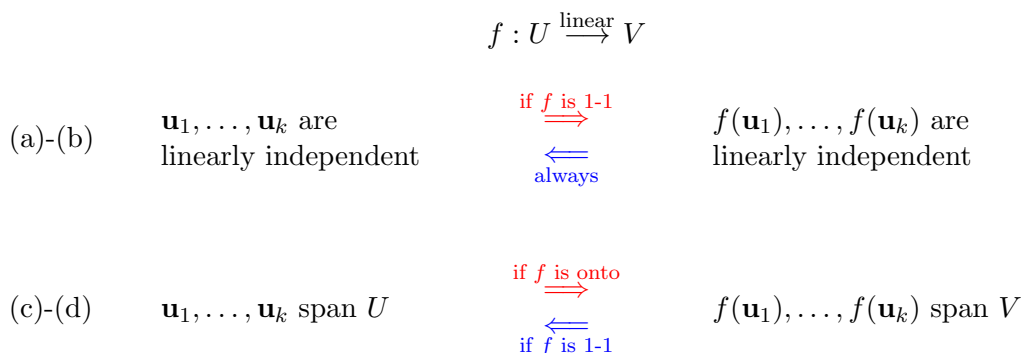 f : U linear⟶ V
if f is 1-1
(a)-(b) u₁, . . . , uₖ are ⟹ f(u₁), . . . , f(uₖ) are
linearly independent ⟸ linearly independent
always
if f is onto
⟹
(c)-(d) u₁, . . . , uₖ span U f(u₁), . . . , f(uₖ) span V
⟸
if f is 1-1